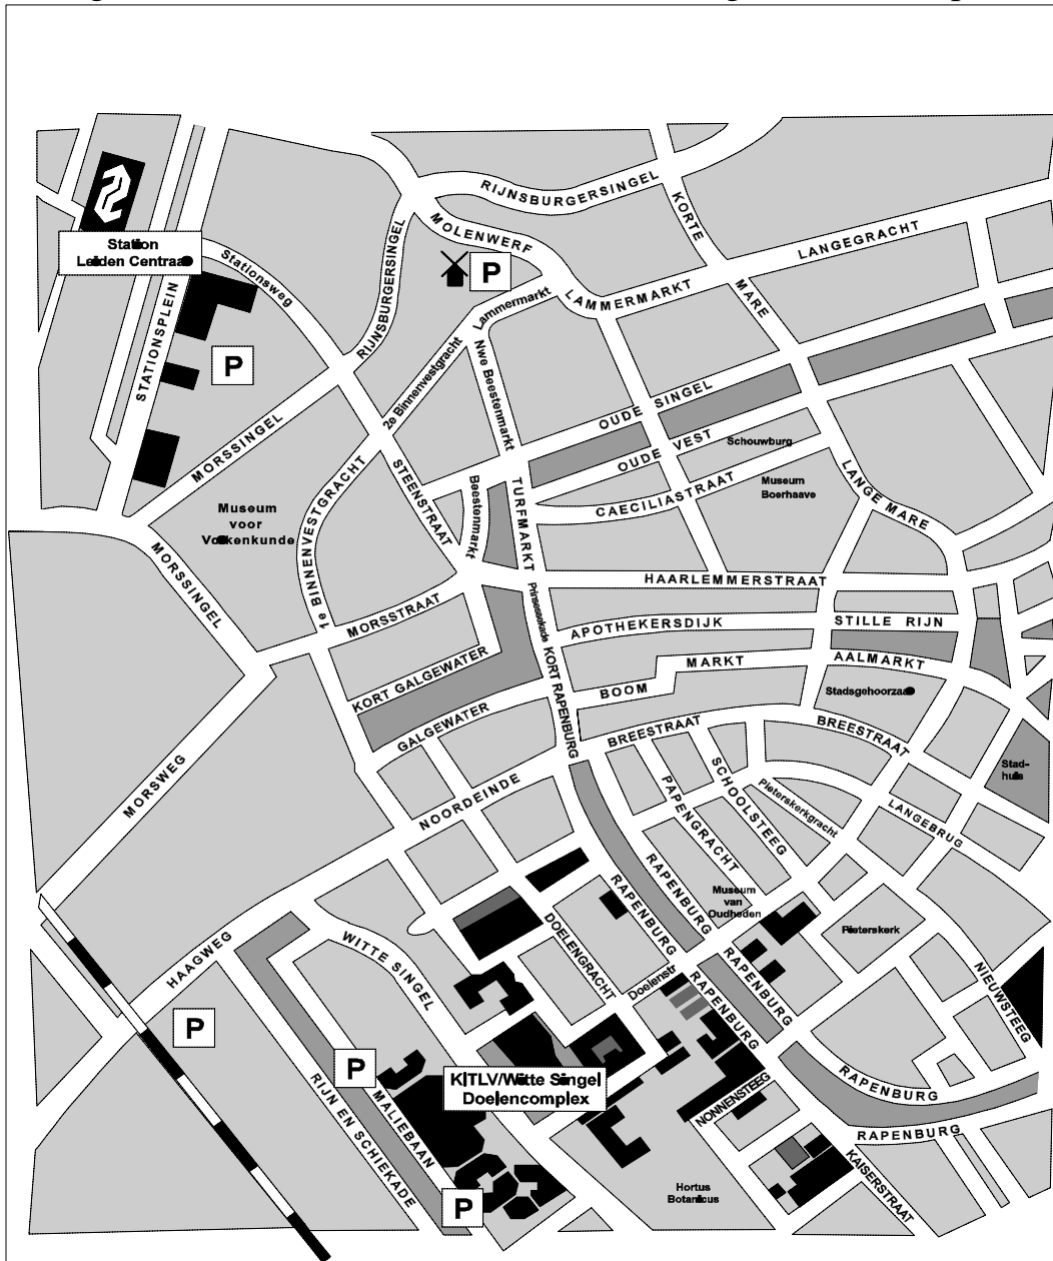 RIJNSBURGERSINGEL
KORTE
MARE
MOLENWERF
LANGEGRACHT
Station
Leiden Centraal
Stationsweg
RIJNSBURGERSINGEL
P
LAMMERMARKT
Lammermarkt
STATIONSPLEIN
P
2e Binnenvestgracht
Nwe Beestenmarkt
OUDE SINGEL
MORSSINGEL
OUDE VEST
Schouwburg
STEENSTRAAT
Beestenmarkt
TURFMARKT
CAECILIASTRAAT
Museum
Boerhaave
LANGE MARE
Museum
voor
Volkenkunde
1e BINNENVESTGRACHT
MORSSINGEL
HAARLEMMERSTRAAT
MORSSTRAAT
Prinsessekade
APOTHEKERSDIJK
STILLE RIJN
KORT GALGEWATER
KORT RAPENBURG
BOOM
MARKT
AALMARKT
Stadsgehoorzaal
GALGEWATER
BREESTRAAT
BREESTRAAT
Stad-
huis
MORSWEG
NOORDEINDE
PAPENGRACHT
SCHOOLSTEEG
Pieterskerkgracht
LANGEBRUG
RAPENBURG
RAPENBURG
Museum
van
Oudheden
Pieterskerk
HAAGWEG
WITTE SINGEL
DOELENGRACHT
Doelenstr
RAPENBURG
RAPENBURG
NIEUWSTEEG
P
P
KITLV/Witte Singel
Doelencomplex
RAPENBURG
NONNENSTEEG
RAPENBURG
RIJN EN SCHIEKADE
MALIEBAAN
P
Hortus
Botanicus
KAISERSTRAAT